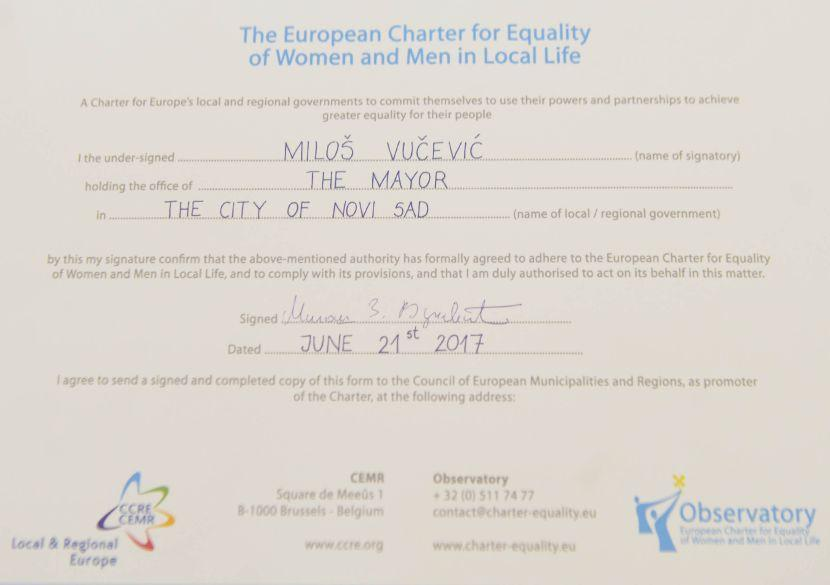 The European Charter for Equality
of Women and Men in Local Life
A Charter for Europe's local and regional governments to commit themselves to use their powers and partnerships to achieve
greater equality for their people
I the under-signed MILOŠ VUČEVIĆ (name of signatory)
holding the office of THE MAYOR
in THE CITY OF NOVI SAD (name of local / regional government)
by this my signature confirm that the above-mentioned authority has formally agreed to adhere to the European Charter for Equality
of Women and Men in Local Life, and to comply with its provisions, and that I am duly authorised to act on its behalf in this matter.
Signed
Dated JUNE 21st 2017
I agree to send a signed and completed copy of this form to the Council of European Municipalities and Regions, as promoter
of the Charter, at the following address:
CCRE
CEMR
Local & Regional
Europe
CEMR
Square de Meeûs 1
B-1000 Brussels - Belgium
www.ccre.org
Observatory
+ 32 (0) 511 74 77
contact@charter-equality.eu
www.charter-equality.eu
Observatory
European Charter for Equality
of Women and Men in Local Life